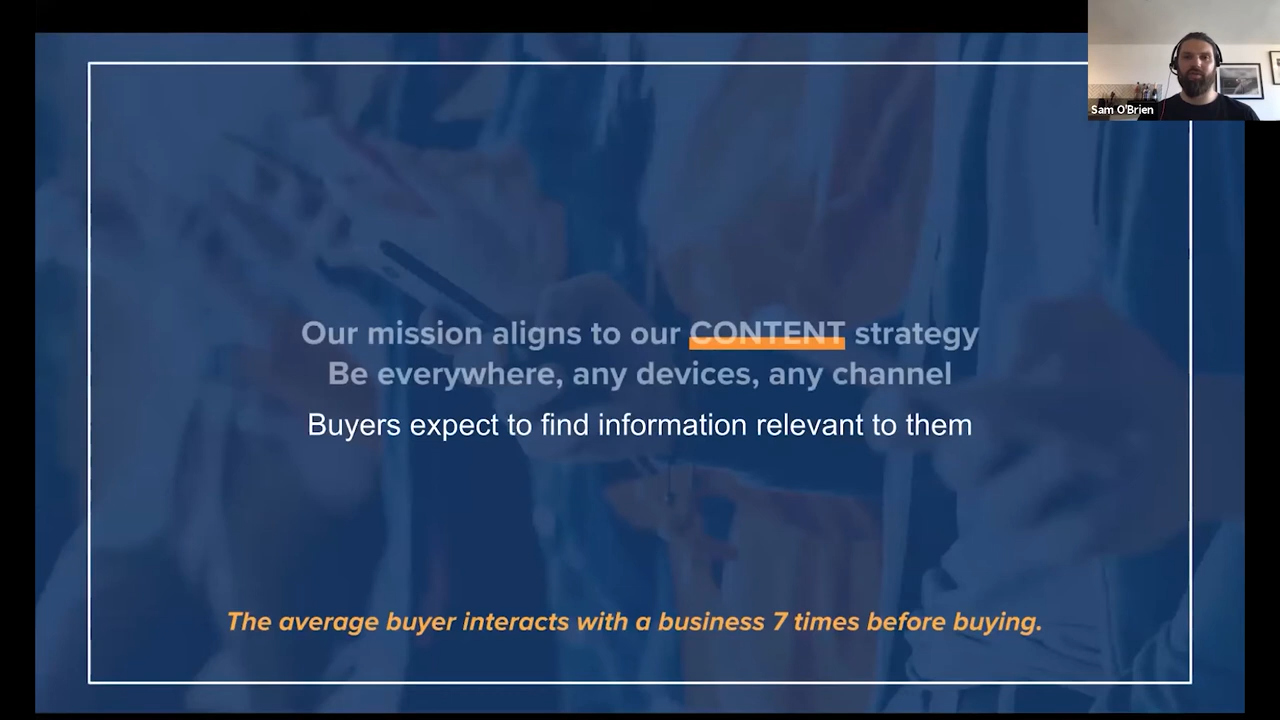 Sam O'Brien
Our mission aligns to our CONTENT strategy
Be everywhere, any devices, any channel
Buyers expect to find information relevant to them
The average buyer interacts with a business 7 times before buying.